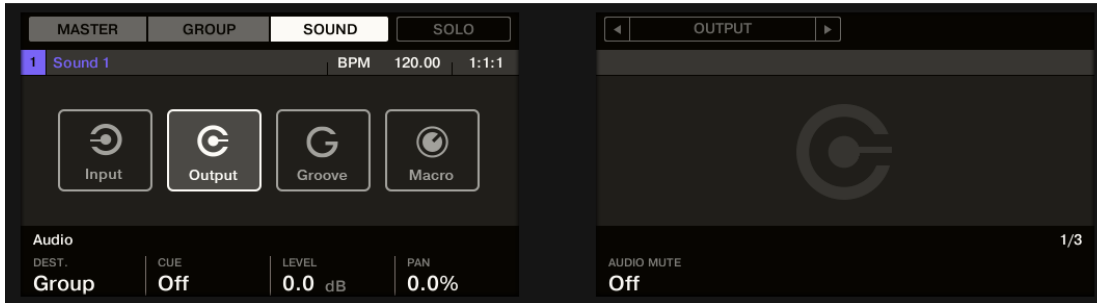 MASTER GROUP SOUND SOLO
OUTPUT
1 Sound 1 BPM 120.00 1:1:1
Input Output Groove Macro
Audio
1/3
DEST. CUE LEVEL PAN
AUDIO MUTE
Group Off 0.0 dB 0.0%
Off